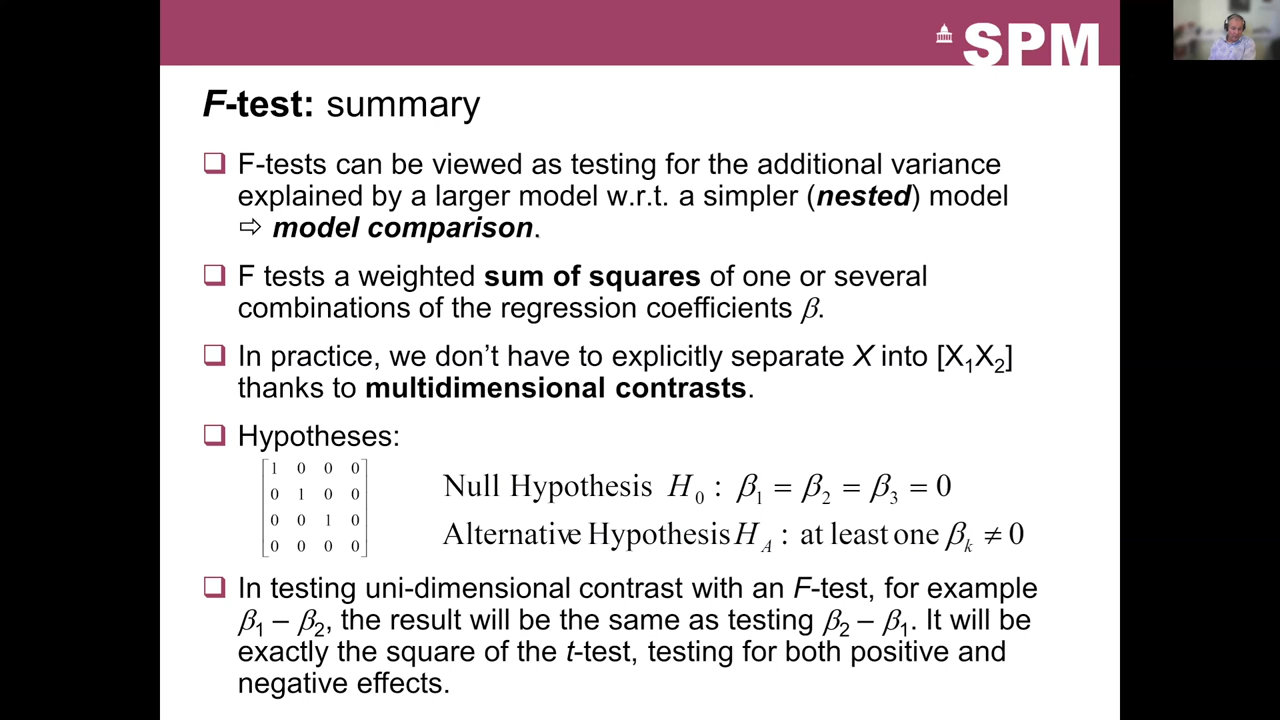 SPM
F-test: summary
❑ F-tests can be viewed as testing for the additional variance
explained by a larger model w.r.t. a simpler (nested) model
⇨ model comparison.
❑ F tests a weighted sum of squares of one or several
combinations of the regression coefficients β.
❑ In practice, we don't have to explicitly separate X into [X₁X₂]
thanks to multidimensional contrasts.
❑ Hypotheses:
1 0 0 0
0 1 0 0
0 0 1 0
0 0 0 0
Null Hypothesis H₀ : β₁ = β₂ = β₃ = 0
Alternative Hypothesis H_A : at least one β_k ≠ 0
❑ In testing uni-dimensional contrast with an F-test, for example
β₁ – β₂, the result will be the same as testing β₂ – β₁. It will be
exactly the square of the t-test, testing for both positive and
negative effects.